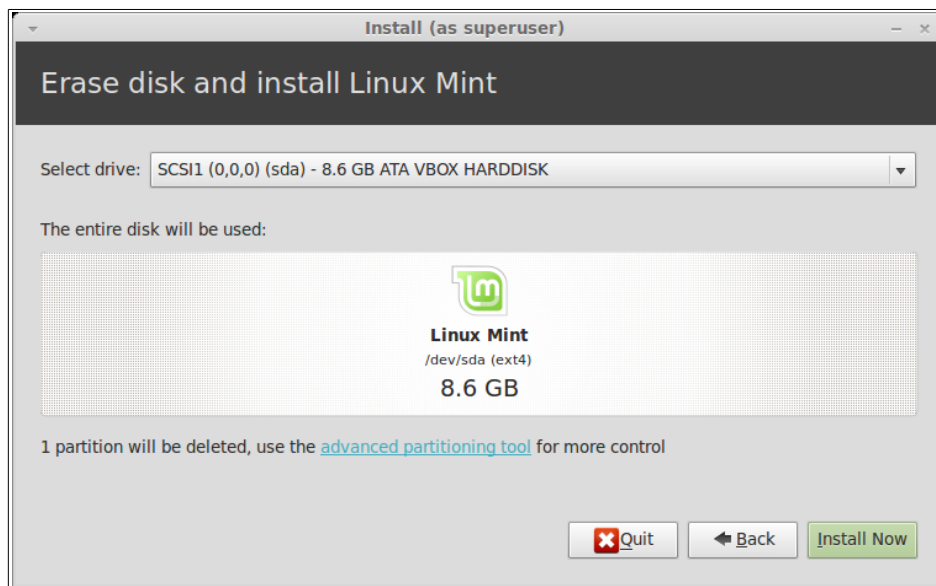 Install (as superuser)
Erase disk and install Linux Mint
Select drive: SCSI1 (0,0,0) (sda) - 8.6 GB ATA VBOX HARDDISK
The entire disk will be used:
Linux Mint
/dev/sda (ext4)
8.6 GB
1 partition will be deleted, use the advanced partitioning tool for more control
Quit Back Install Now